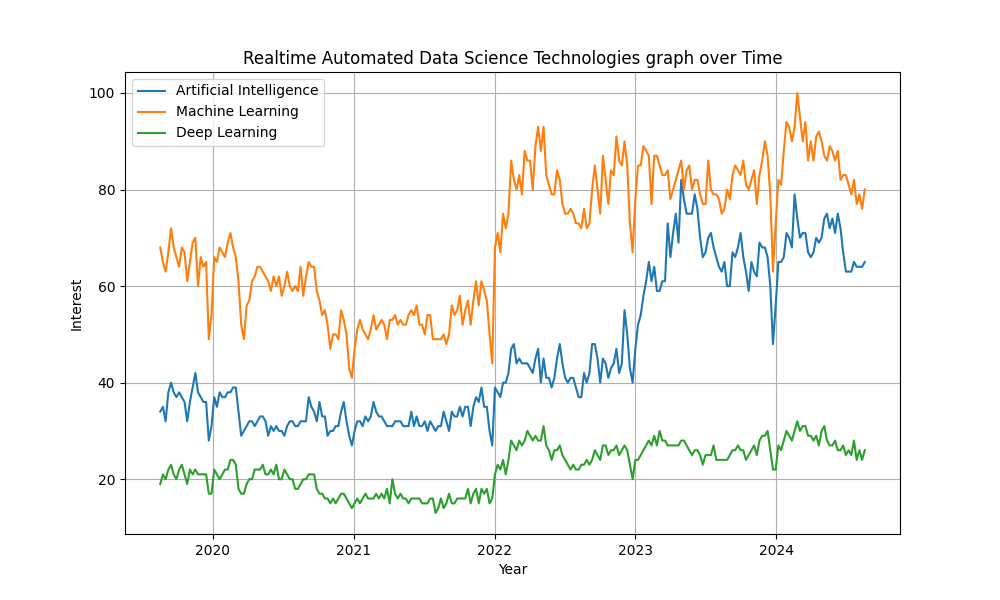 Realtime Automated Data Science Technologies graph over Time
Artificial Intelligence
Machine Learning
Deep Learning
100
80
60
40
20
Interest
2020 2021 2022 2023 2024
Year